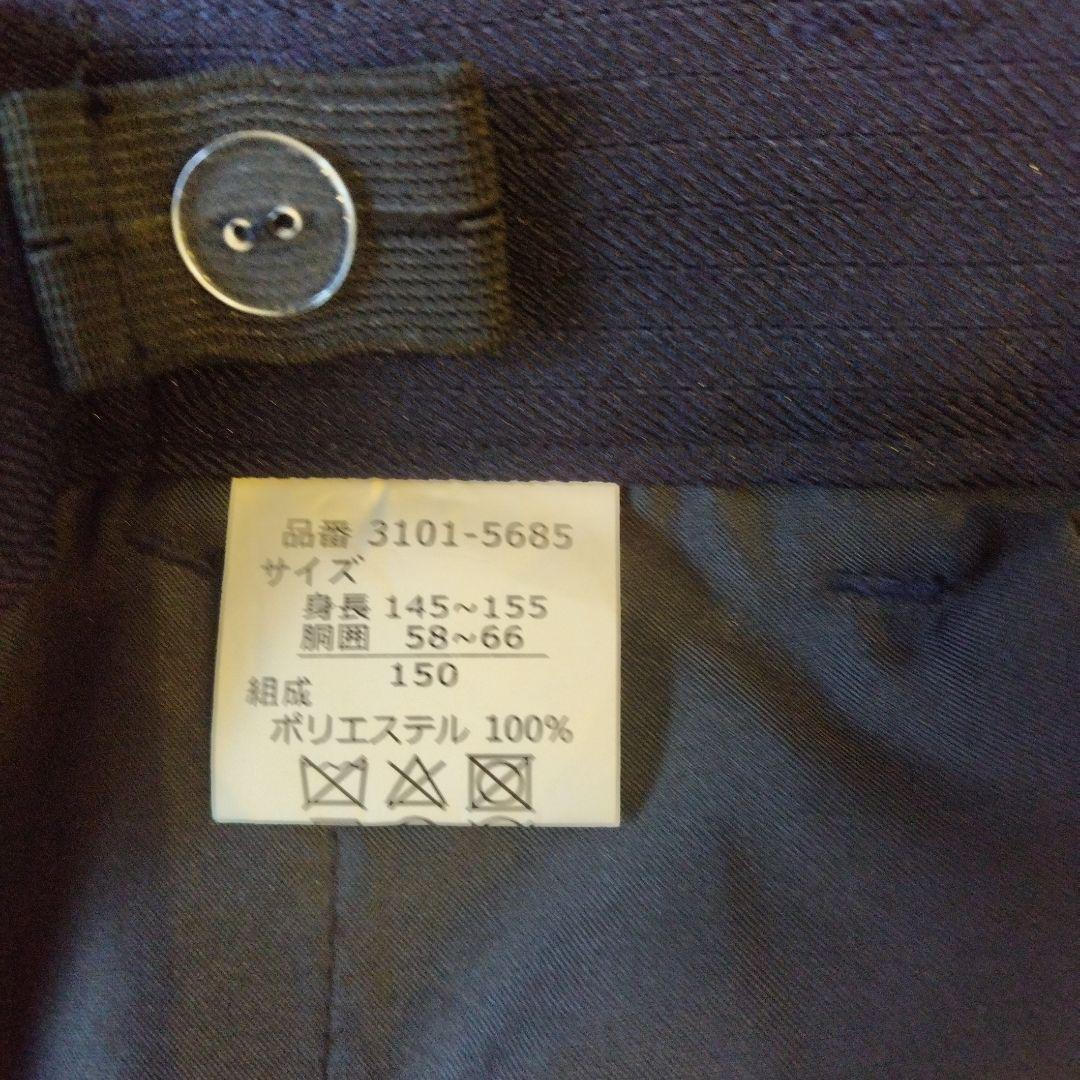 品番 3101-5685
サイズ
身長 145~155
胴囲 58~66
150
組成
ポリエステル 100%